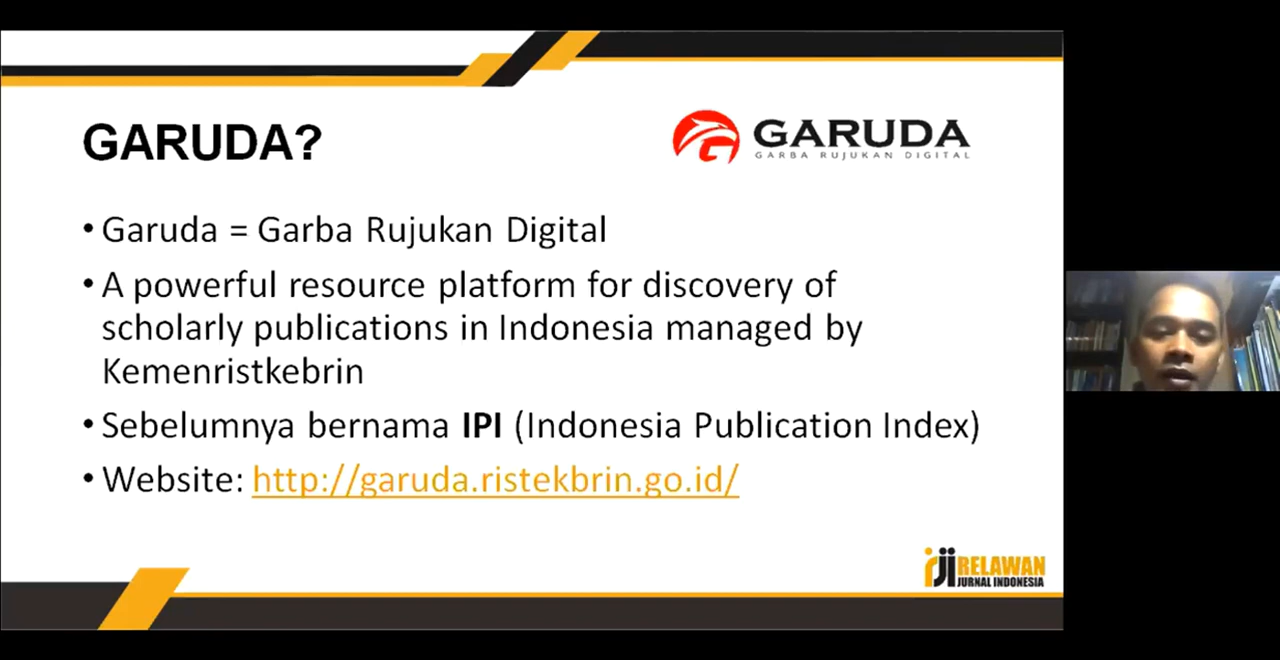 GARUDA?
GARUDA
GARBA RUJUKAN DIGITAL
• Garuda = Garba Rujukan Digital
• A powerful resource platform for discovery of
scholarly publications in Indonesia managed by
Kemenristkebrin
• Sebelumnya bernama IPI (Indonesia Publication Index)
• Website: http://garuda.ristekbrin.go.id/
rji RELAWAN
JURNAL INDONESIA